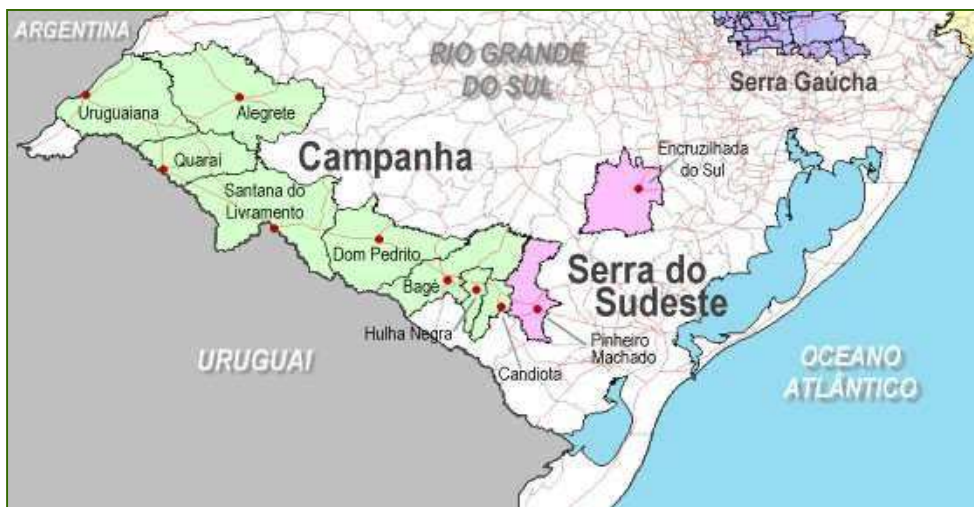 ARGENTINA
RIO GRANDE
DO SUL
Serra Gaúcha
Uruguaiana
Alegrete
Quaraí
Campanha
Encruzilhada
do Sul
Santana do
Livramento
Dom Pedrito
Serra do
Sudeste
Bagé
Hulha Negra
Pinheiro
Machado
Candiota
URUGUAI
OCEANO
ATLÂNTICO